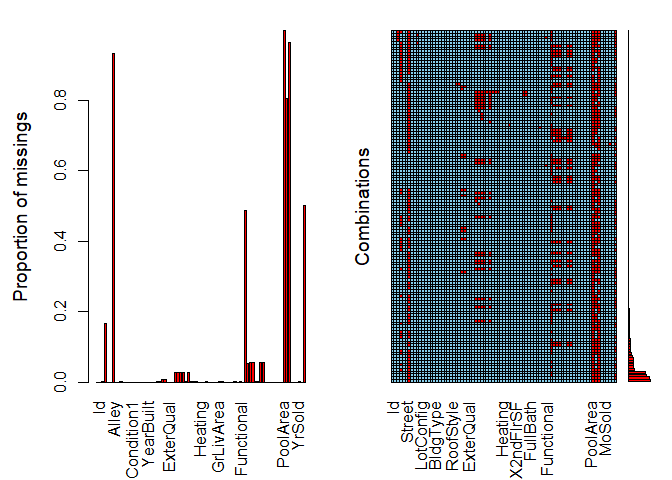 Proportion of missings
0.0
0.2
0.4
0.6
0.8
Id
Alley
Condition1
YearBuilt
ExterQual
Heating
GrLivArea
Functional
PoolArea
YrSold
Combinations
Id
Street
LotConfig
BldgType
RoofStyle
ExterQual
Heating
X2ndFlrSF
FullBath
Functional
PoolArea
MoSold